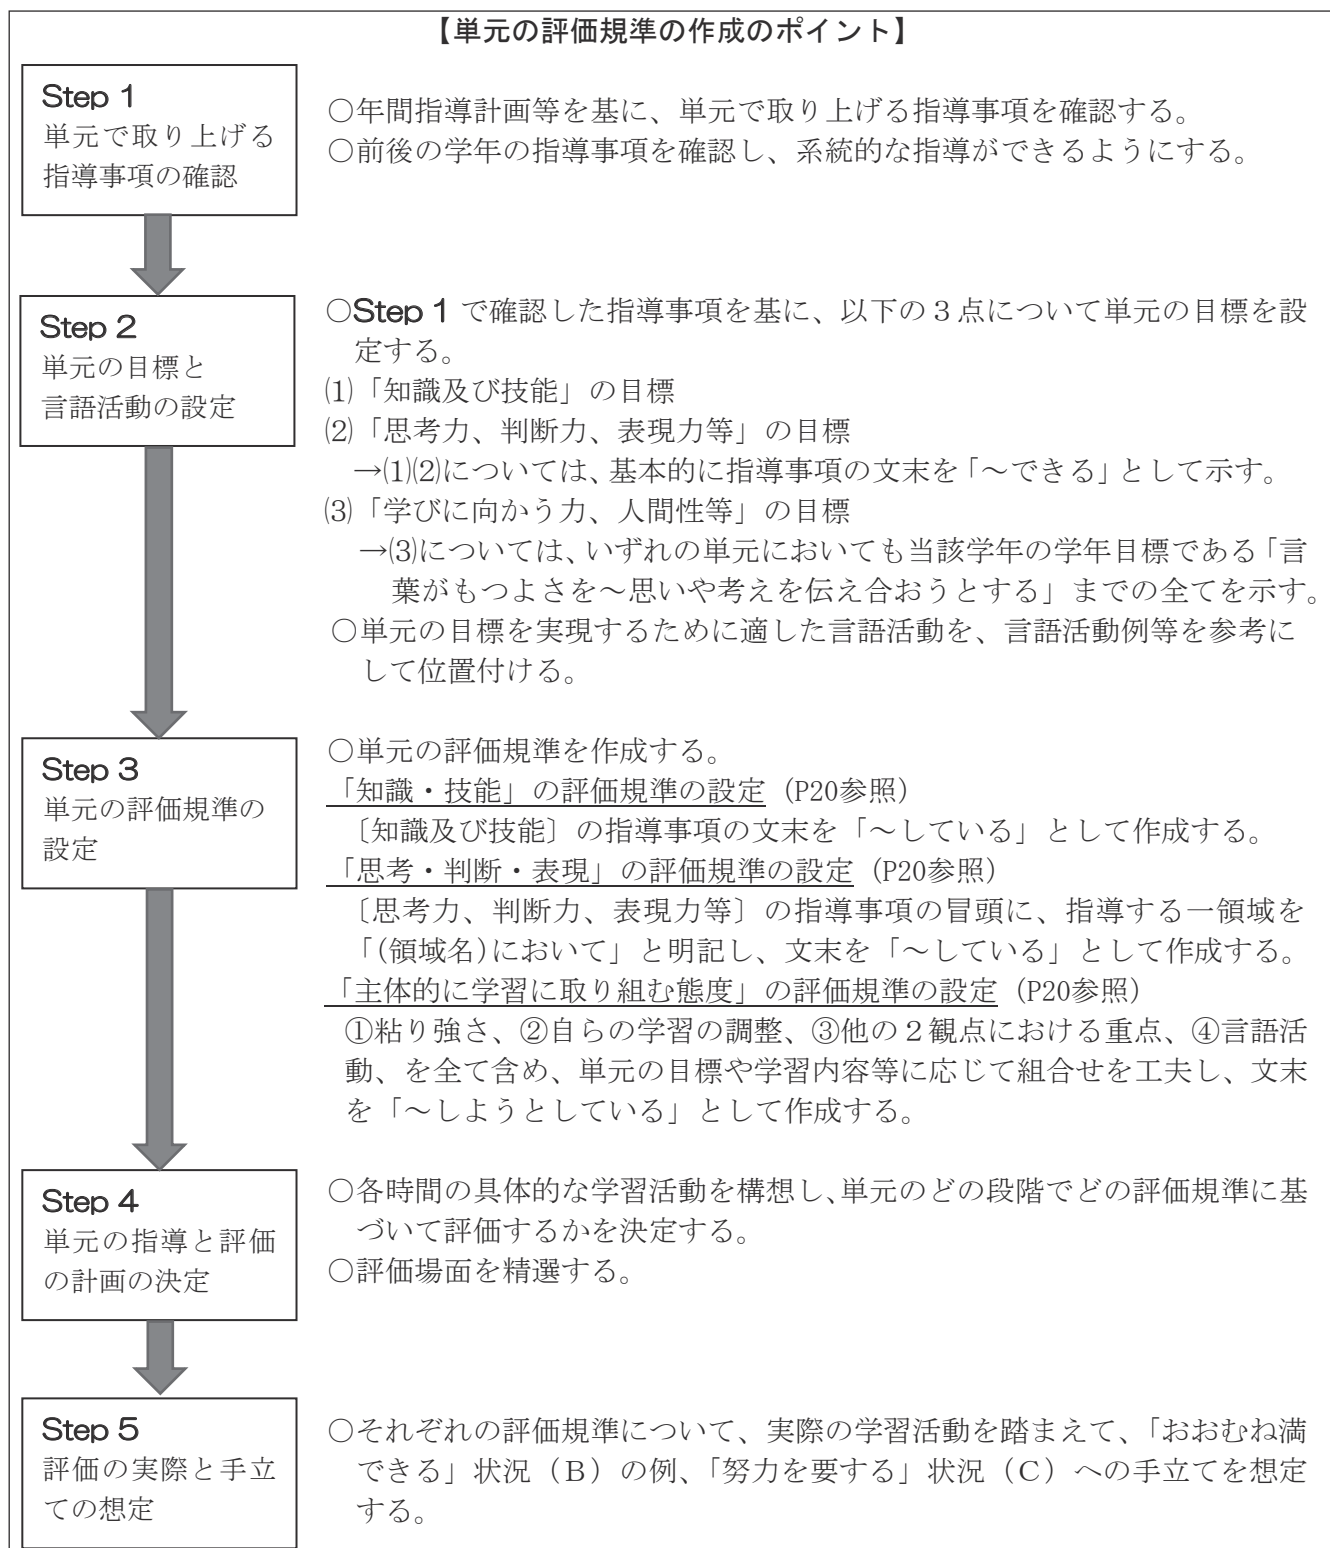 【単元の評価規準の作成のポイント】
Step 1
単元で取り上げる
指導事項の確認
○年間指導計画等を基に、単元で取り上げる指導事項を確認する。
○前後の学年の指導事項を確認し、系統的な指導ができるようにする。
Step 2
単元の目標と
言語活動の設定
○Step 1 で確認した指導事項を基に、以下の３点について単元の目標を設
定する。
⑴「知識及び技能」の目標
⑵「思考力、判断力、表現力等」の目標
→⑴⑵については、基本的に指導事項の文末を「～できる」として示す。
⑶「学びに向かう力、人間性等」の目標
→⑶については、いずれの単元においても当該学年の学年目標である「言
葉がもつよさを～思いや考えを伝え合おうとする」までの全てを示す。
○単元の目標を実現するために適した言語活動を、言語活動例等を参考に
して位置付ける。
Step 3
単元の評価規準の
設定
○単元の評価規準を作成する。
「知識・技能」の評価規準の設定（P20参照）
〔知識及び技能〕の指導事項の文末を「～している」として作成する。
「思考・判断・表現」の評価規準の設定（P20参照）
〔思考力、判断力、表現力等〕の指導事項の冒頭に、指導する一領域を
「(領域名)において」と明記し、文末を「～している」として作成する。
「主体的に学習に取り組む態度」の評価規準の設定（P20参照）
①粘り強さ、②自らの学習の調整、③他の２観点における重点、④言語活
動、を全て含め、単元の目標や学習内容等に応じて組合せを工夫し、文末
を「～しようとしている」として作成する。
Step 4
単元の指導と評価
の計画の決定
○各時間の具体的な学習活動を構想し、単元のどの段階でどの評価規準に基
づいて評価するかを決定する。
○評価場面を精選する。
Step 5
評価の実際と手立
ての想定
○それぞれの評価規準について、実際の学習活動を踏まえて、「おおむね満
できる」状況（Ｂ）の例、「努力を要する」状況（Ｃ）への手立てを想定
する。